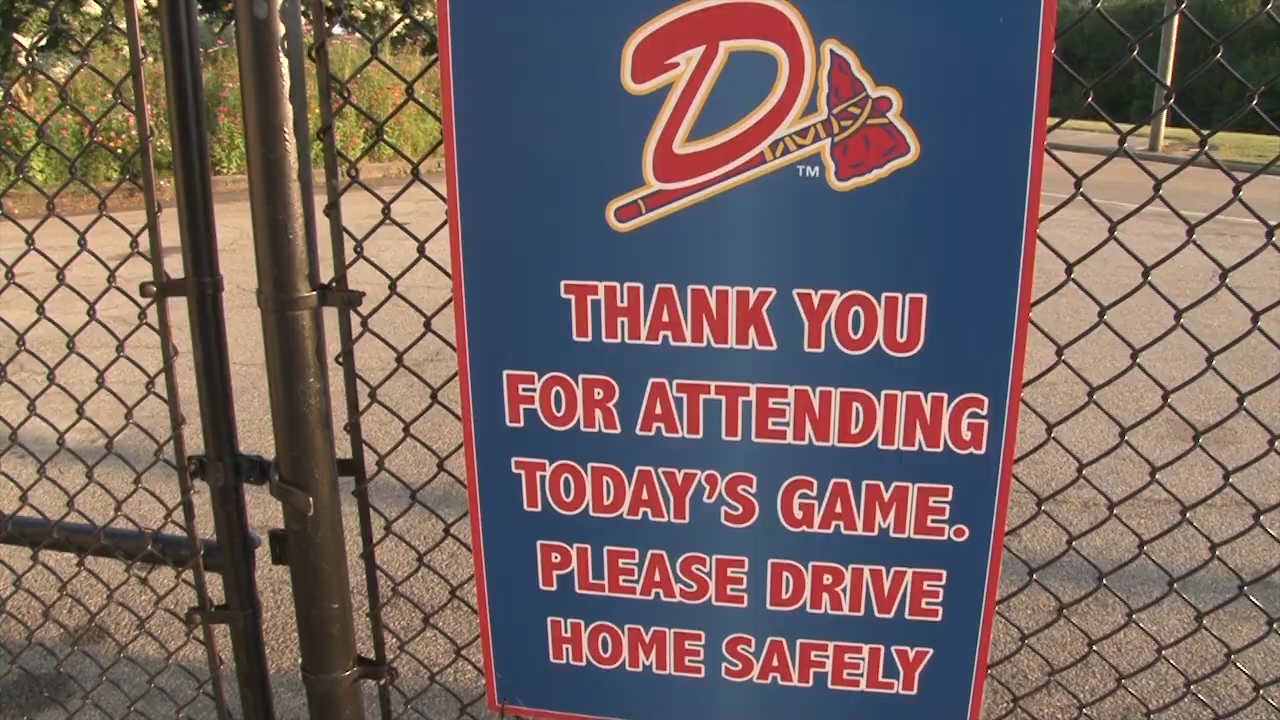 D
TM
THANK YOU
FOR ATTENDING
TODAY'S GAME.
PLEASE DRIVE
HOME SAFELY